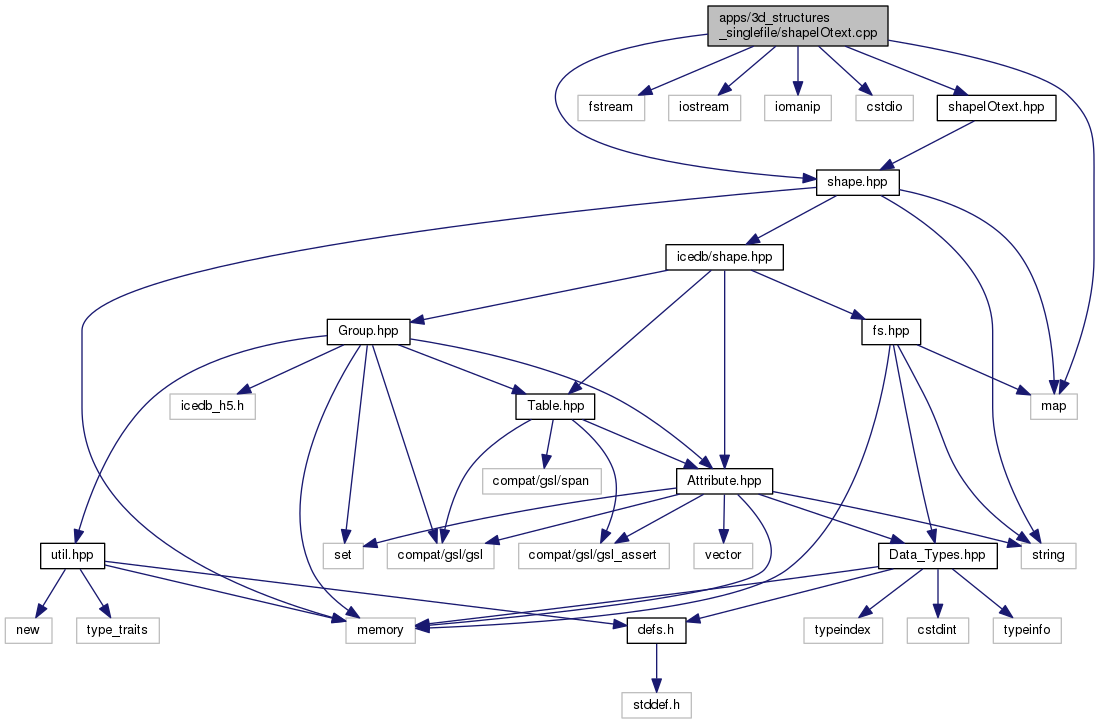 apps/3d_structures
_singlefile/shapeIOtext.cpp
fstream
iostream
iomanip
cstdio
shapeIOtext.hpp
shape.hpp
icedb/shape.hpp
Group.hpp
fs.hpp
icedb_h5.h
Table.hpp
map
compat/gsl/span
Attribute.hpp
util.hpp
set
compat/gsl/gsl
compat/gsl/gsl_assert
vector
Data_Types.hpp
string
new
type_traits
memory
defs.h
typeindex
cstdint
typeinfo
stddef.h